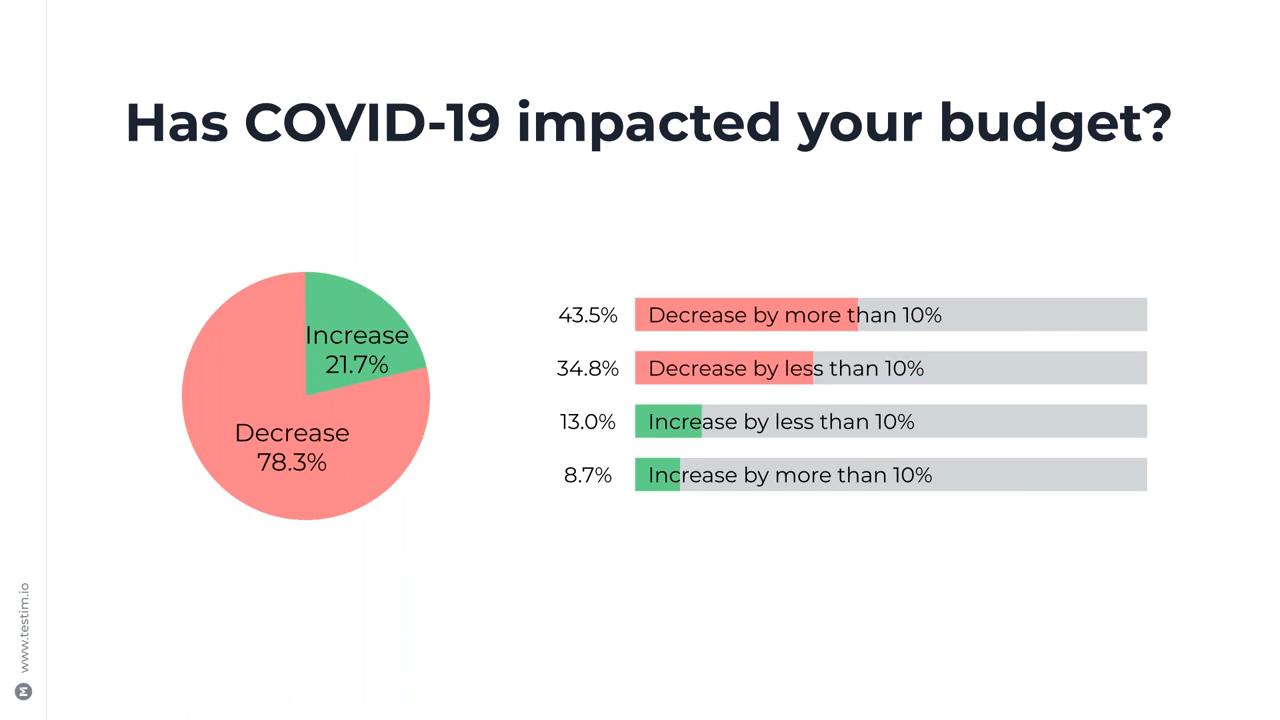 Has COVID-19 impacted your budget?
Increase
21.7%
Decrease
78.3%
43.5% Decrease by more than 10%
34.8% Decrease by less than 10%
13.0% Increase by less than 10%
8.7% Increase by more than 10%
www.testim.io